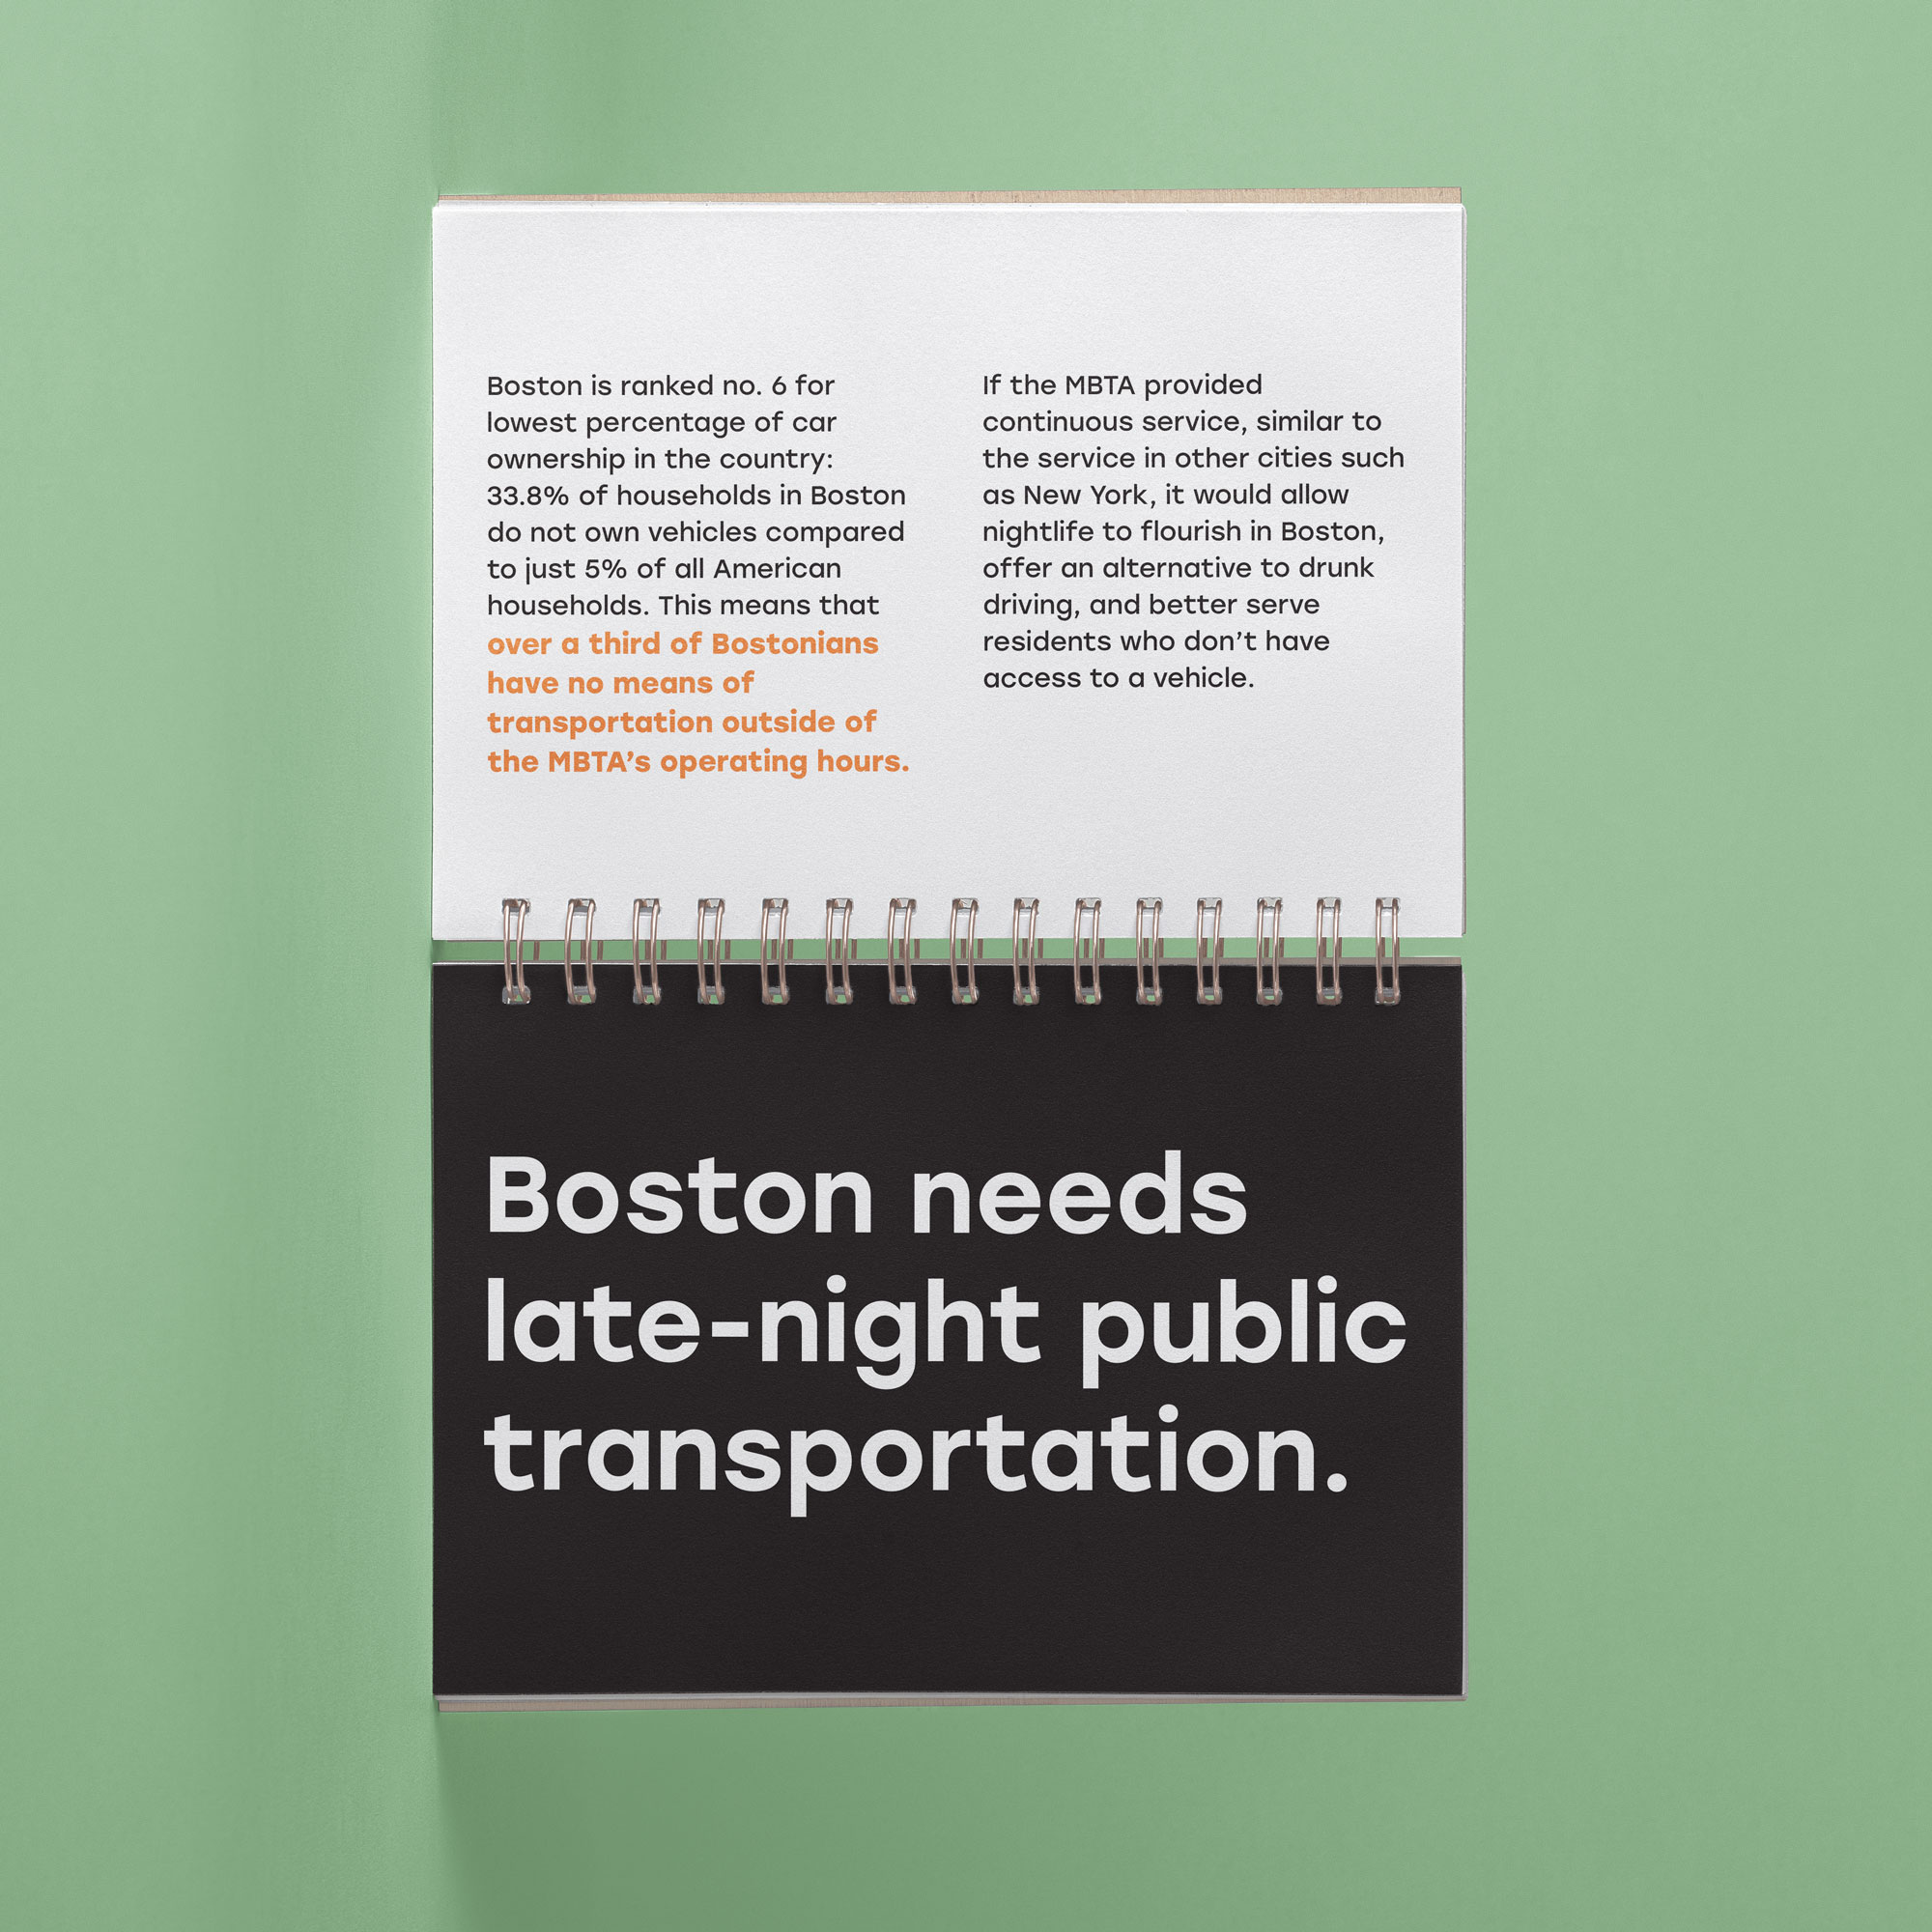 Boston is ranked no. 6 for
lowest percentage of car
ownership in the country:
33.8% of households in Boston
do not own vehicles compared
to just 5% of all American
households. This means that
over a third of Bostonians
have no means of
transportation outside of
the MBTA’s operating hours.
If the MBTA provided
continuous service, similar to
the service in other cities such
as New York, it would allow
nightlife to flourish in Boston,
offer an alternative to drunk
driving, and better serve
residents who don’t have
access to a vehicle.
Boston needs
late-night public
transportation.